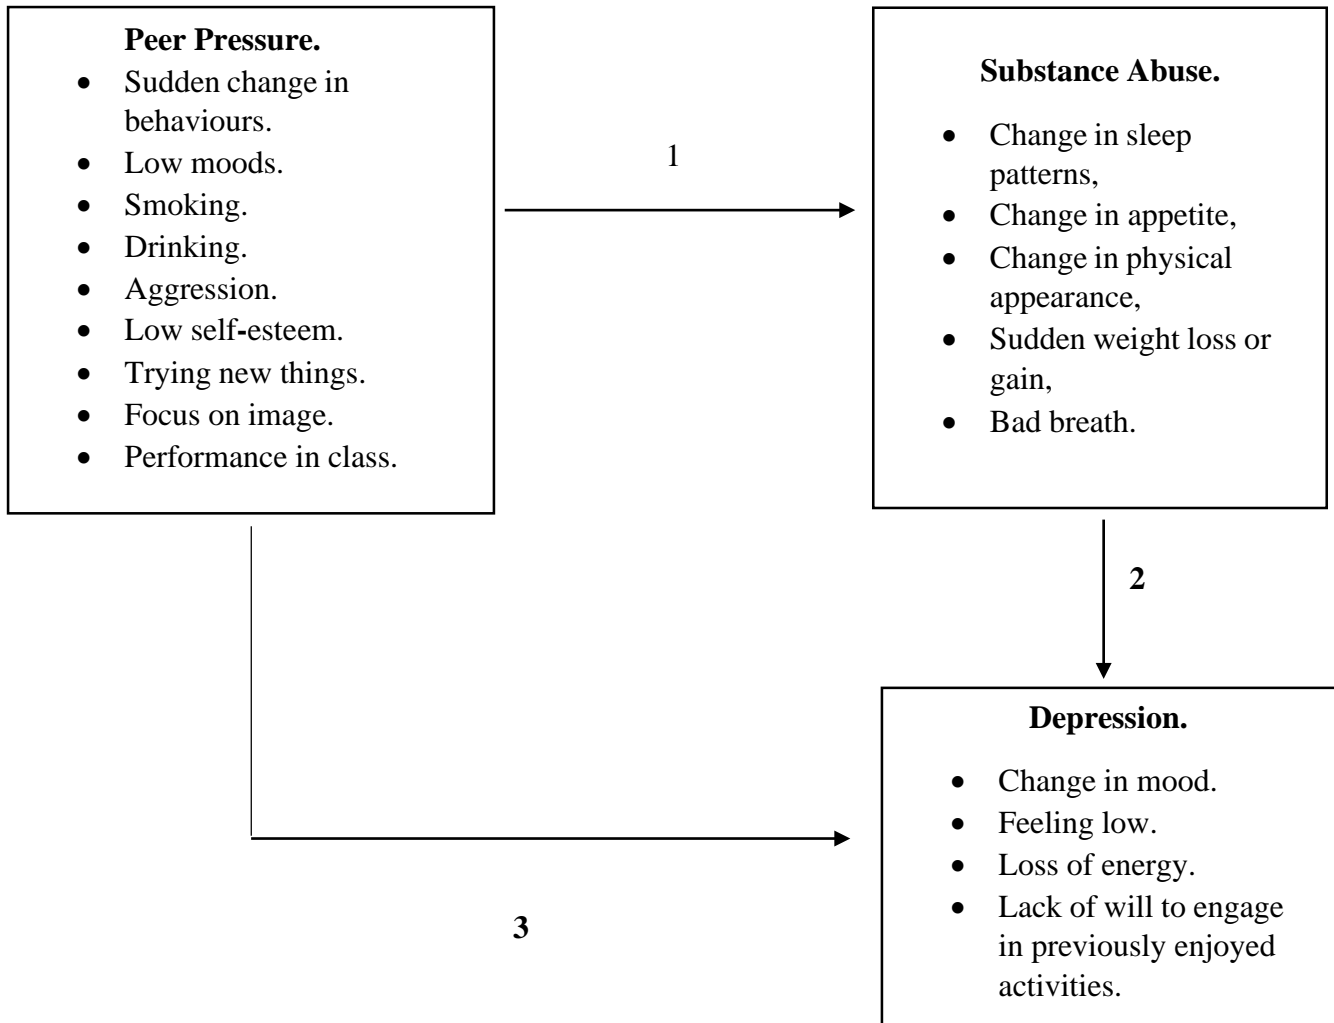 Peer Pressure.
• Sudden change in
behaviours.
• Low moods.
• Smoking.
• Drinking.
• Aggression.
• Low self-esteem.
• Trying new things.
• Focus on image.
• Performance in class.
1
Substance Abuse.
• Change in sleep
patterns,
• Change in appetite,
• Change in physical
appearance,
• Sudden weight loss or
gain,
• Bad breath.
2
3
Depression.
• Change in mood.
• Feeling low.
• Loss of energy.
• Lack of will to engage
in previously enjoyed
activities.